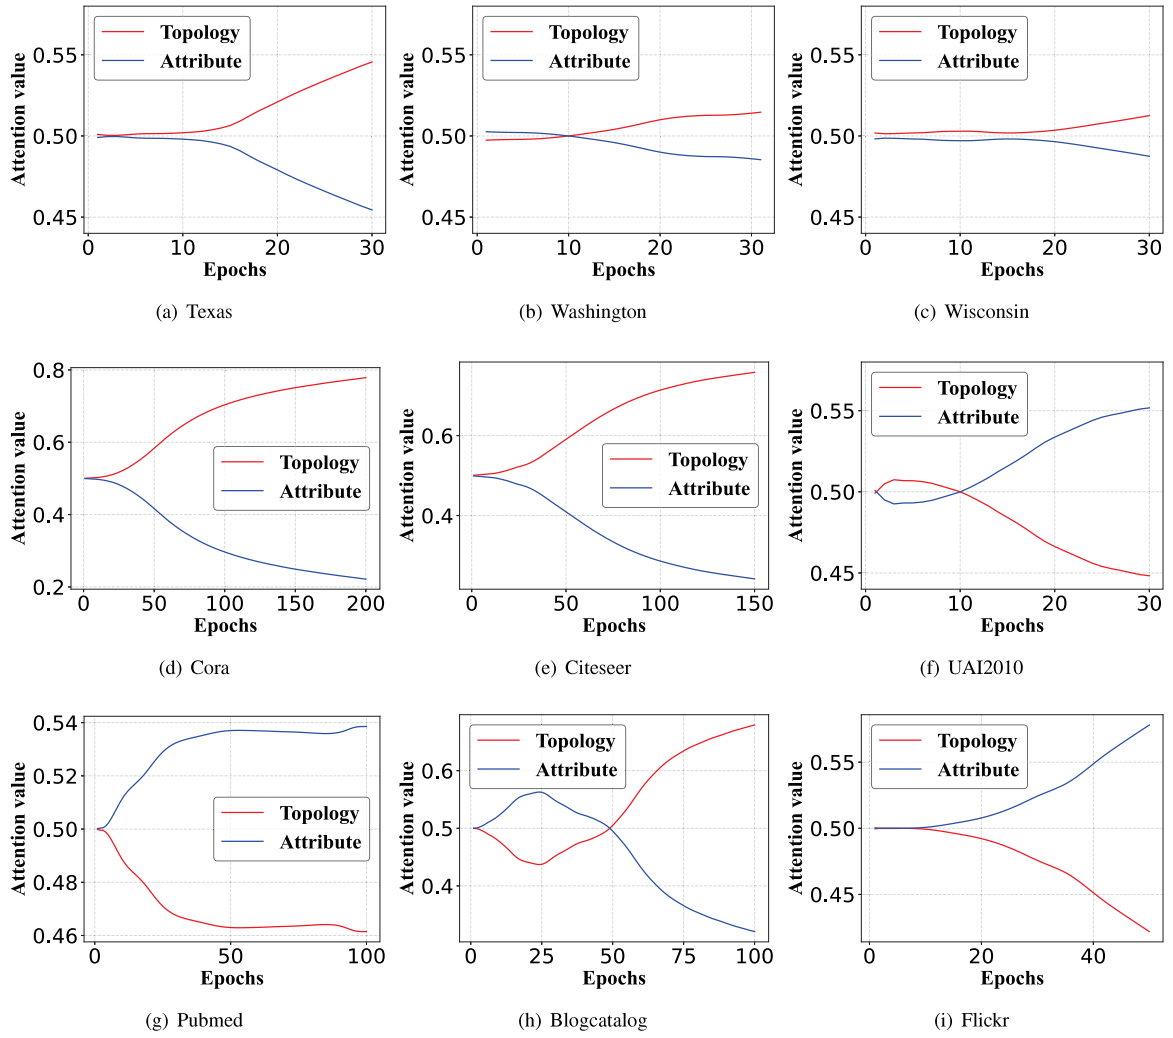 Topology
Attribute
0.55
0.50
0.45
Attention value
0 10 20 30
Epochs
(a) Texas
Topology
Attribute
0.55
0.50
0.45
Attention value
0 10 20 30
Epochs
(b) Washington
Topology
Attribute
0.55
0.50
0.45
Attention value
0 10 20 30
Epochs
(c) Wisconsin
0.8
0.6
0.4
0.2
Attention value
Topology
Attribute
0 50 100 150 200
Epochs
(d) Cora
0.6
0.4
Attention value
Topology
Attribute
0 50 100 150
Epochs
(e) Citeseer
Topology
Attribute
0.55
0.50
0.45
Attention value
0 10 20 30
Epochs
(f) UAI2010
0.54
0.52
0.50
0.48
0.46
Attention value
Topology
Attribute
0 50 100
Epochs
(g) Pubmed
Topology
Attribute
0.6
0.5
0.4
Attention value
0 25 50 75 100
Epochs
(h) Blogcatalog
Topology
Attribute
0.55
0.50
0.45
Attention value
0 20 40
Epochs
(i) Flickr